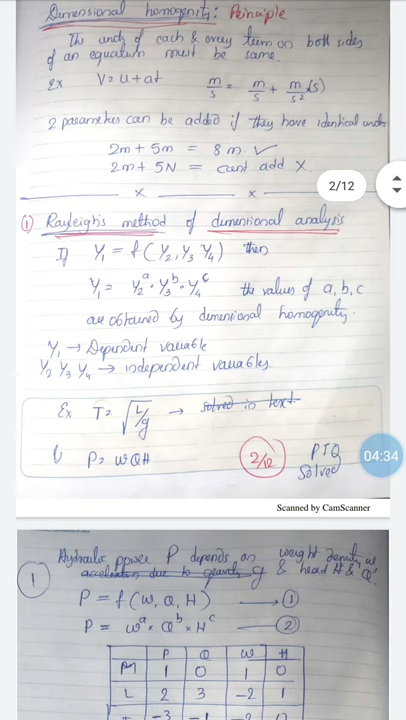 Dimensional homogenity: Peinciple
The units of each & every term on both sides
of an equation must be same.
Ex V=u+at m/s = m/s + m/s² (s)
2 parameters can be added if they have identical units
2m + 5m = 8m ✓
2m + 5N = cant add X
x x
2/12
① Rayleigh's method of dimensional analysis
If Y₁ = f(Y₂, Y₃ Y₄) then
Y₁ = Y₂ᵃ · Y₃ᵇ · Y₄ᶜ the values of a, b, c
are obtained by dimensional homogenity.
Y₁ → Dependent variable
Y₂ Y₃ Y₄ → independent variables.
Ex T= √L/g → solved in text
P= wQH 2/12 PTQ
Solved
04:34
Scanned by CamScanner
1 Hydraulic power P depends on weight density w
acceleration due to gravity g & head H & Q
P = f(w, Q, H) → ①
P = wᵃ × Qᵇ × Hᶜ → ②
P Q w H
M 1 0 1 0
L 2 3 -2 1
-3 -1 -2